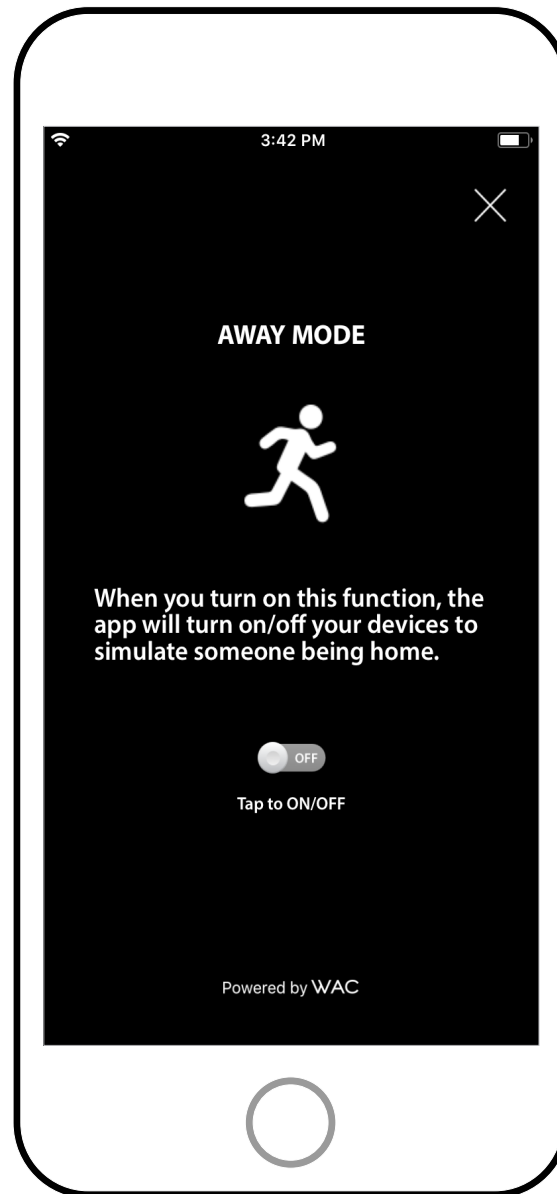 3:42 PM
AWAY MODE
When you turn on this function, the
app will turn on/off your devices to
simulate someone being home.
OFF
Tap to ON/OFF
Powered by WAC